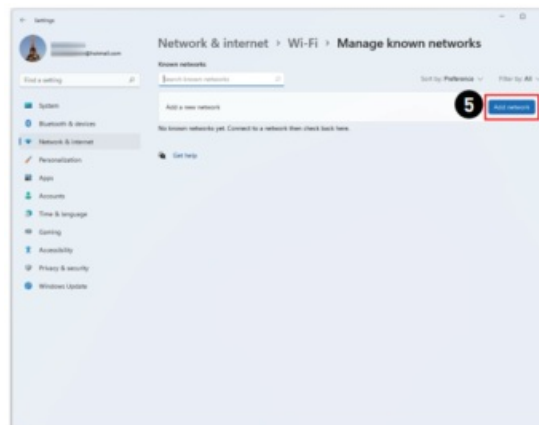 Settings
@hotmail.com
Network & internet > Wi-Fi > Manage known networks
Known networks
Find a setting
Search known networks
Sort by: Preference
Filter by: All
Add a new network
5
Add network
No known networks yet. Connect to a network then check back here.
Get help
System
Bluetooth & devices
Network & internet
Personalization
Apps
Accounts
Time & language
Gaming
Accessibility
Privacy & security
Windows Update